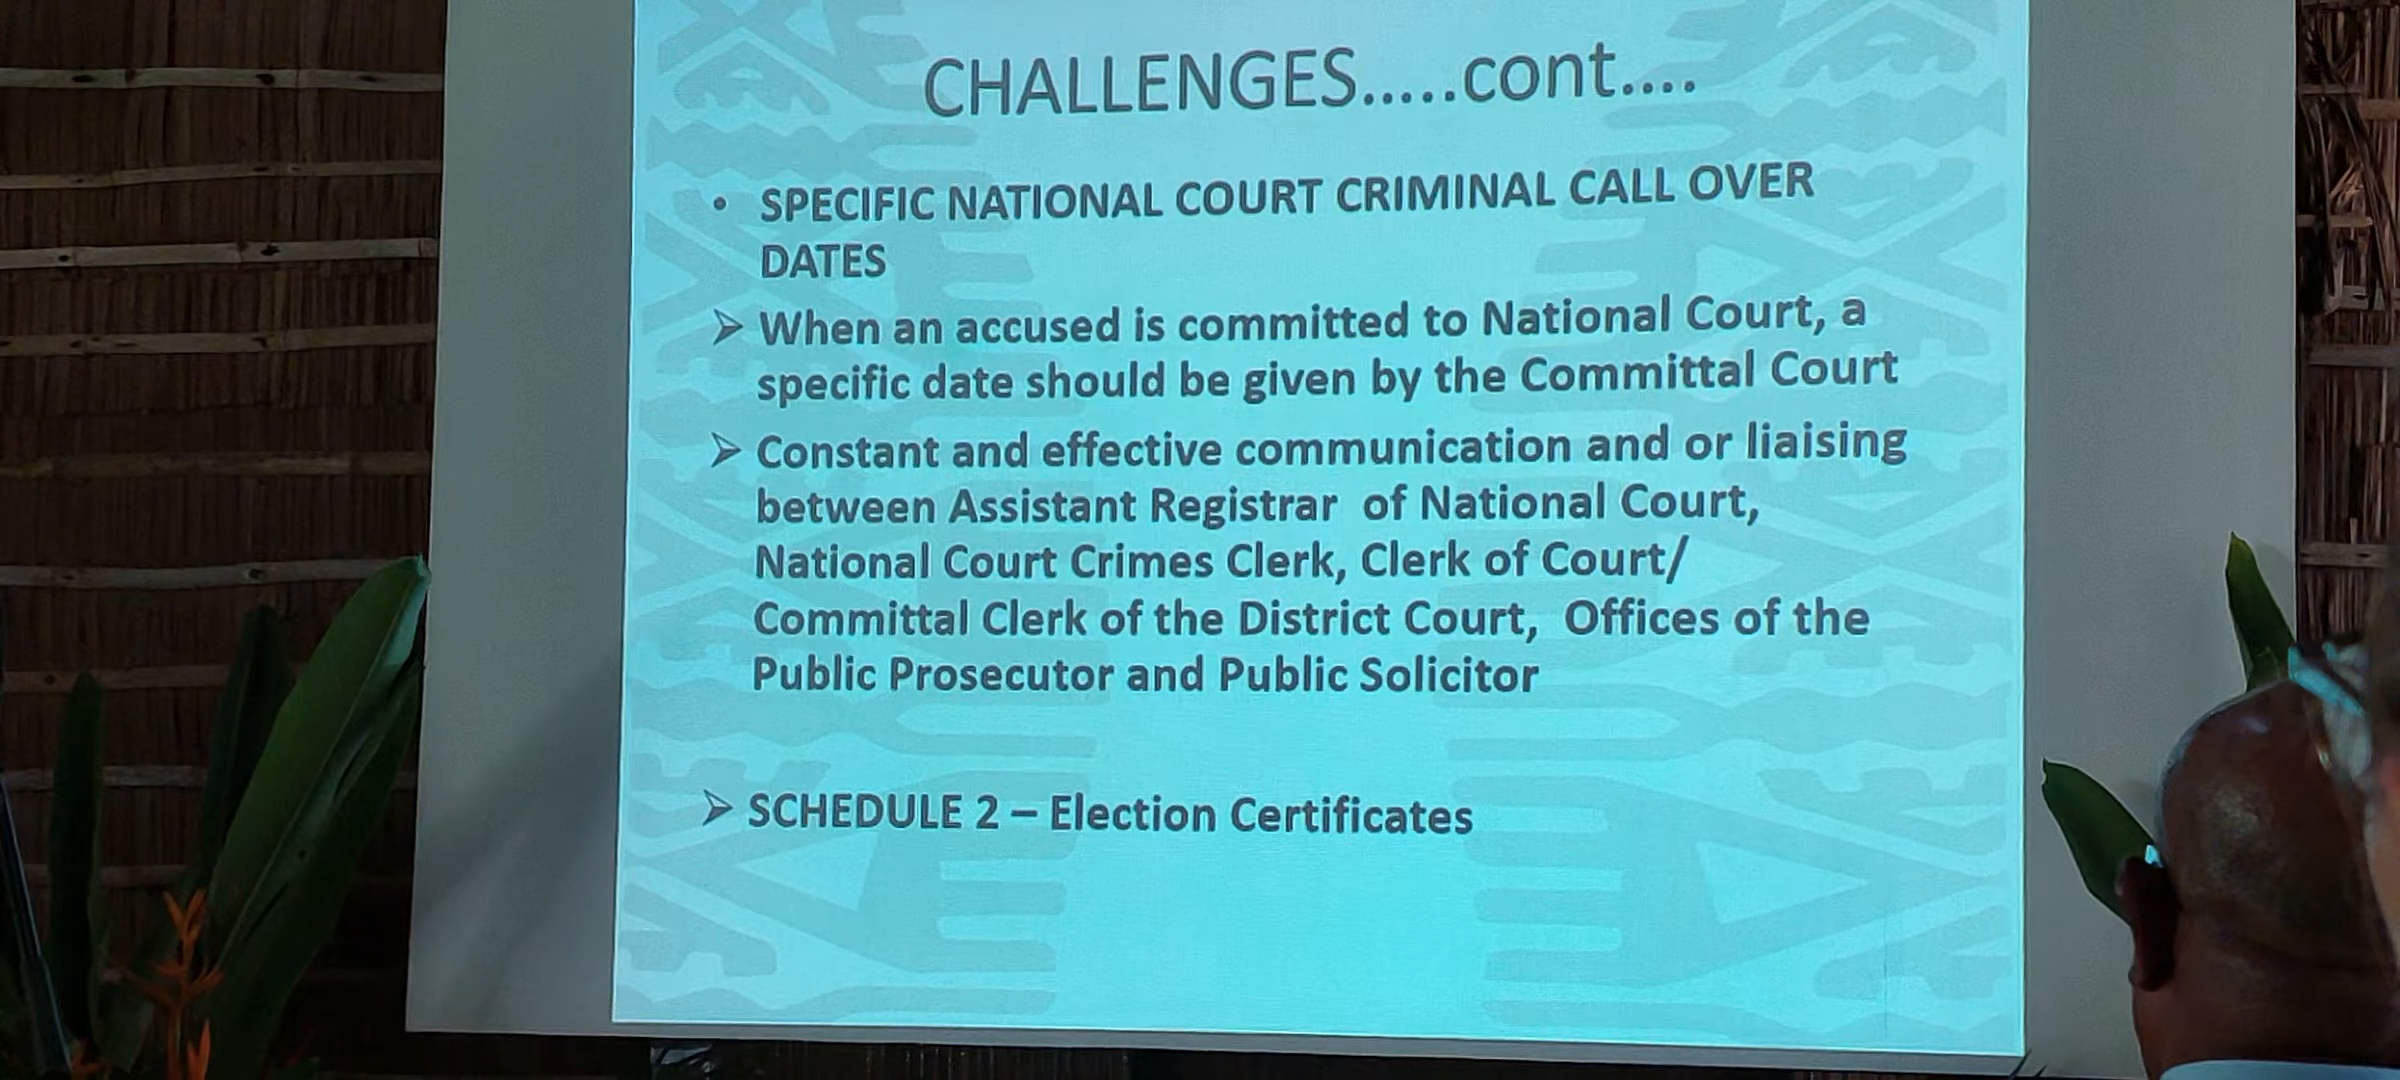 CHALLENGES.....cont....
• SPECIFIC NATIONAL COURT CRIMINAL CALL OVER
DATES
➢ When an accused is committed to National Court, a
specific date should be given by the Committal Court
➢ Constant and effective communication and or liaising
between Assistant Registrar  of National Court,
National Court Crimes Clerk, Clerk of Court/
Committal Clerk of the District Court,  Offices of the
Public Prosecutor and Public Solicitor
➢ SCHEDULE 2 – Election Certificates